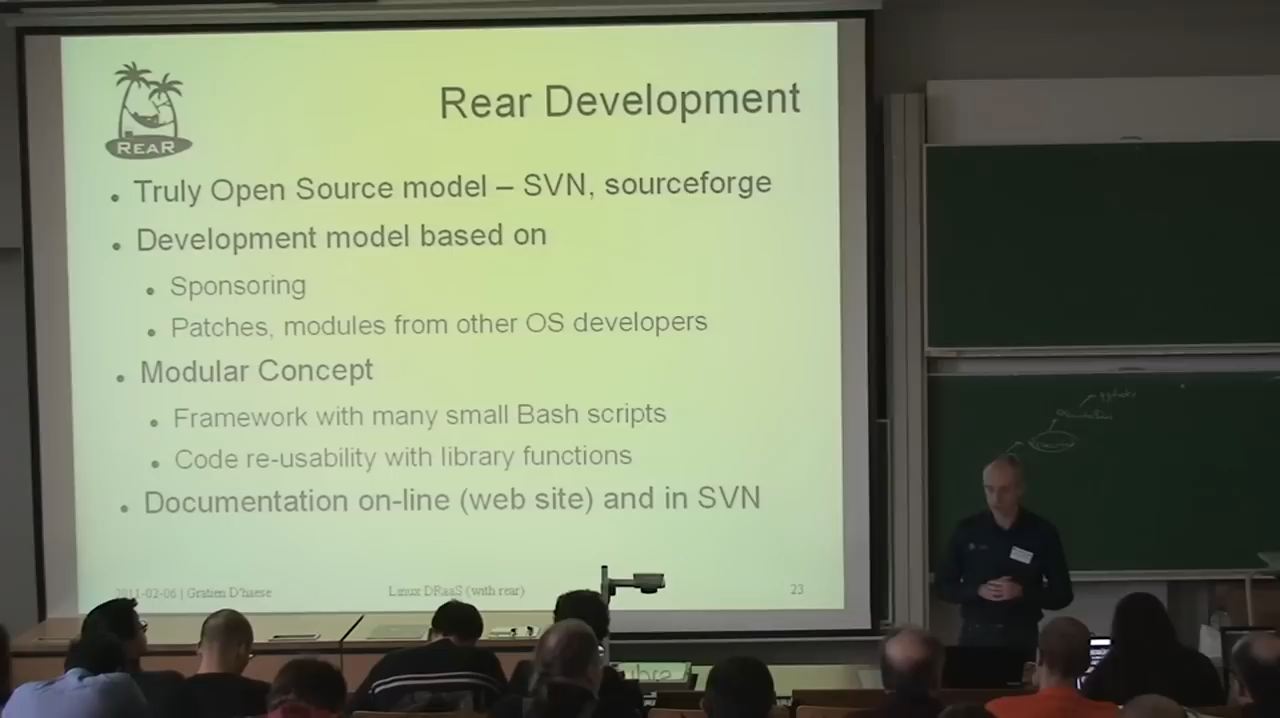 REAR
Rear Development
• Truly Open Source model – SVN, sourceforge
• Development model based on
• Sponsoring
• Patches, modules from other OS developers
• Modular Concept
• Framework with many small Bash scripts
• Code re-usability with library functions
• Documentation on-line (web site) and in SVN
2011-02-06 | Gratien D'haese
Linux DRaaS (with rear)
23